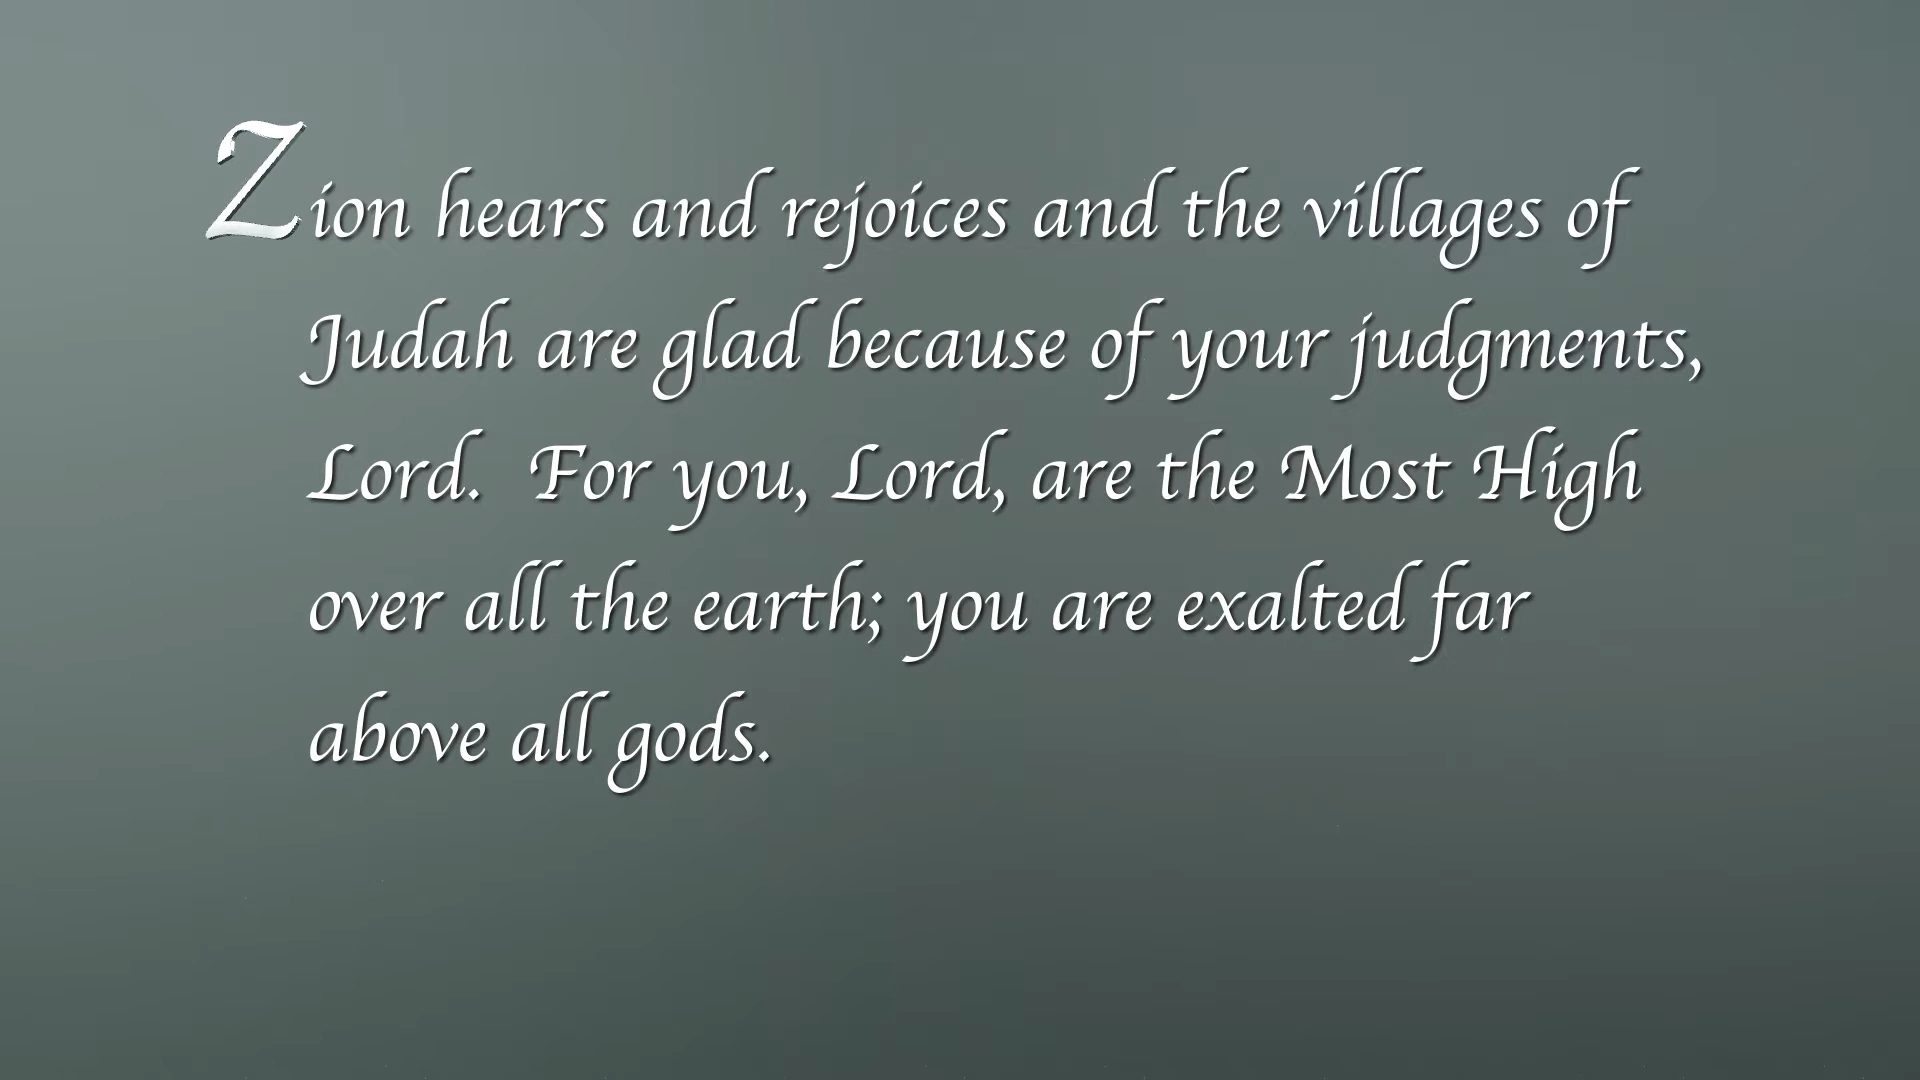 Zion hears and rejoices and the villages of
Judah are glad because of your judgments,
Lord.  For you, Lord, are the Most High
over all the earth; you are exalted far
above all gods.